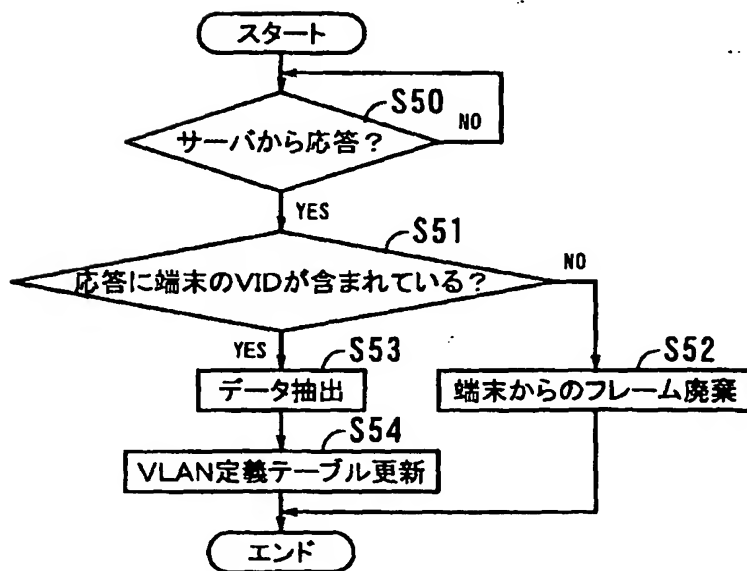 スタート
S50
サーバから応答？
NO
YES
S51
応答に端末のVIDが含まれている？
NO
YES
S53
データ抽出
S52
端末からのフレーム廃棄
S54
VLAN定義テーブル更新
エンド